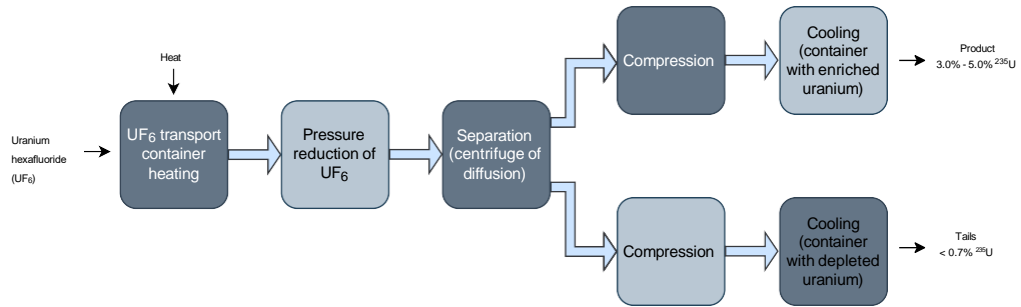 Heat
Uranium
hexafluoride
(UF₆)
UF₆ transport
container
heating
Pressure
reduction of
UF₆
Separation
(centrifuge of
diffusion)
Compression
Cooling
(container
with enriched
uranium)
Product
3.0% - 5.0% ²³⁵U
Compression
Cooling
(container
with depleted
uranium)
Tails
< 0.7% ²³⁵U